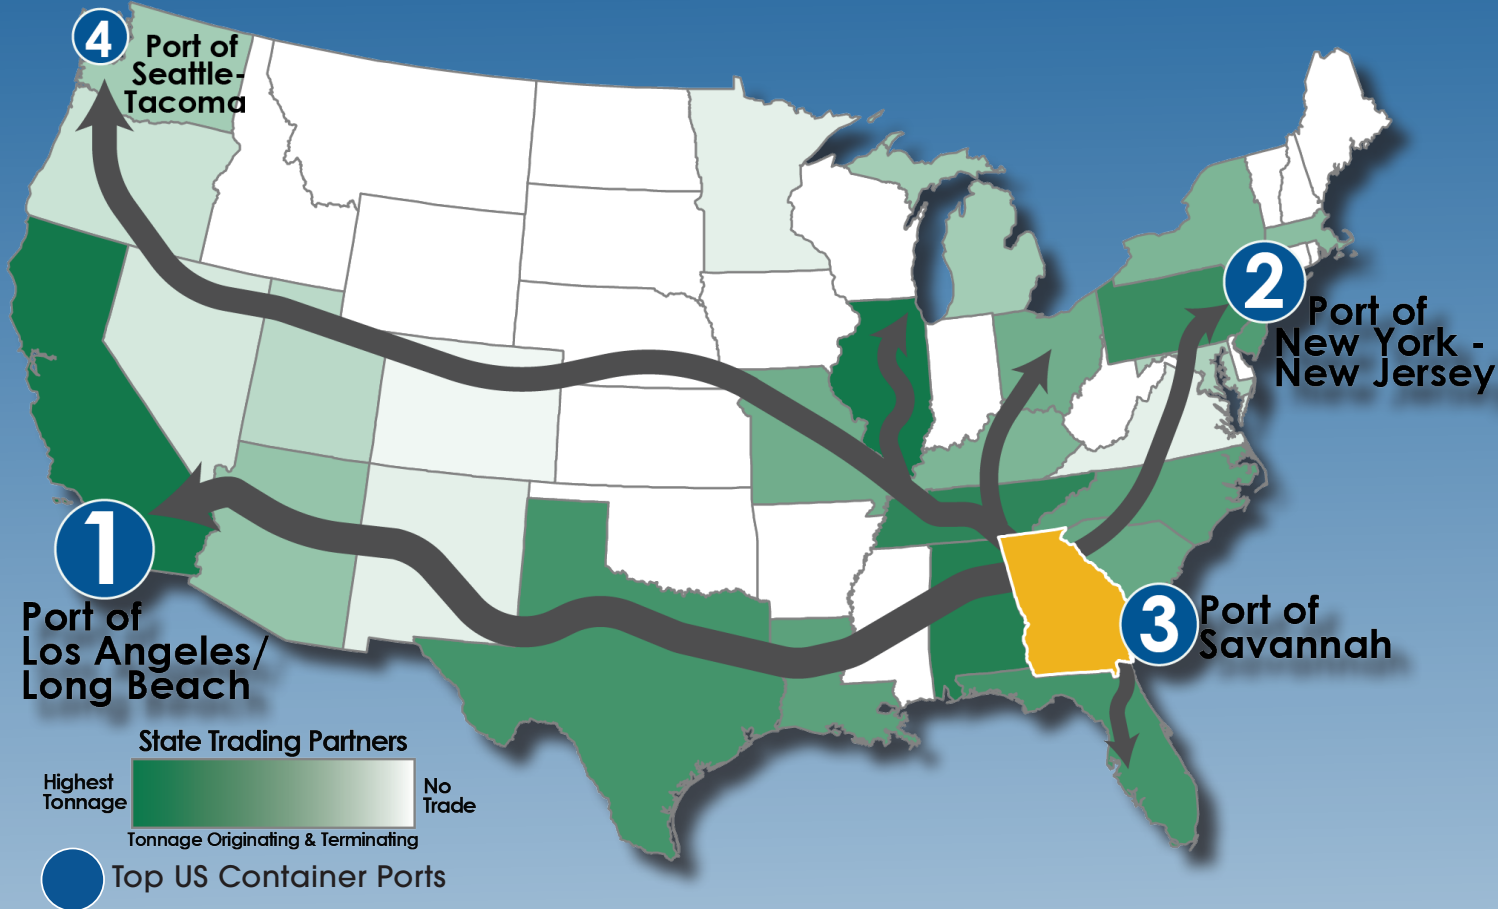 4
Port of
Seattle-
Tacoma
2
Port of
New York -
New Jersey
1
Port of
Los Angeles/
Long Beach
3
Port of
Savannah
State Trading Partners
Highest
Tonnage
No
Trade
Tonnage Originating & Terminating
Top US Container Ports